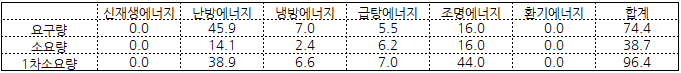 신재생에너지 난방에너지 냉방에너지 급탕에너지 조명에너지 환기에너지 합계
요구량 0.0 45.9 7.0 5.5 16.0 0.0 74.4
소요량 0.0 14.1 2.4 6.2 16.0 0.0 38.7
1차소요량 0.0 38.9 6.6 7.0 44.0 0.0 96.4